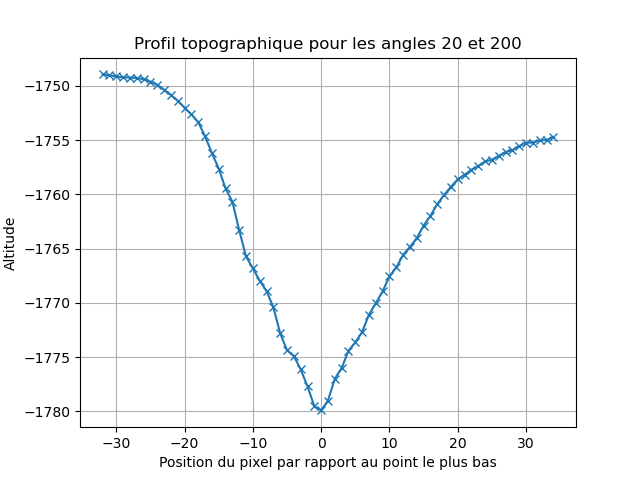 Profil topographique pour les angles 20 et 200
Altitude
−1750
−1755
−1760
−1765
−1770
−1775
−1780
−30 −20 −10 0 10 20 30
Position du pixel par rapport au point le plus bas